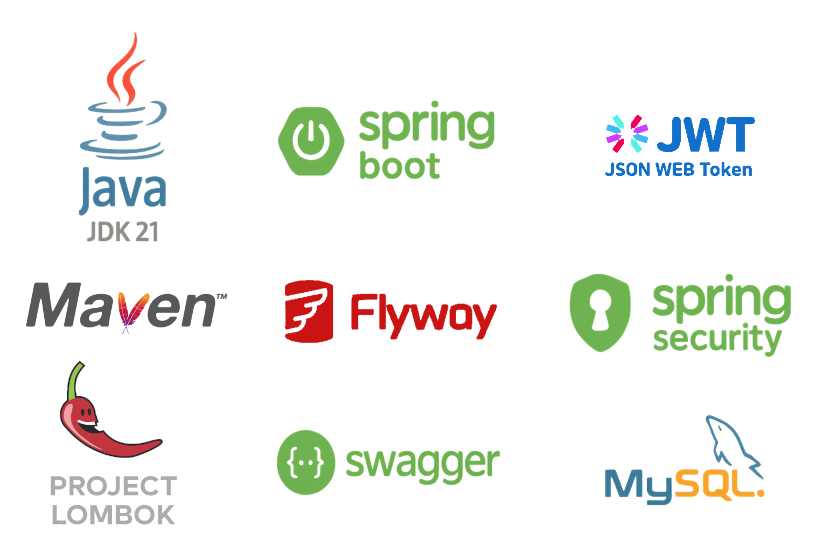 Java
JDK 21
spring
boot
JWT
JSON WEB Token
Maven™
Flyway
spring
security
PROJECT
LOMBOK
{··} swagger
MySQL.